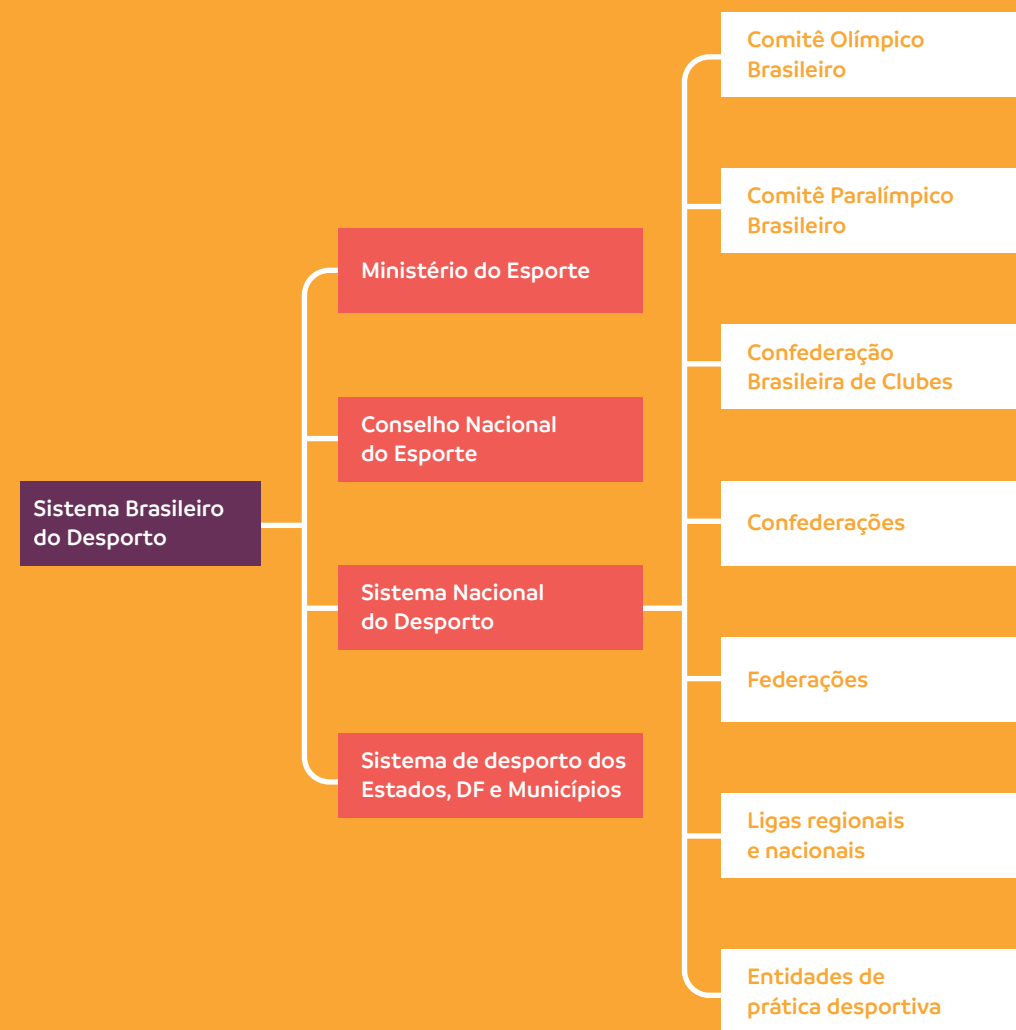 Sistema Brasileiro
do Desporto
Ministério do Esporte
Conselho Nacional
do Esporte
Sistema Nacional
do Desporto
Sistema de desporto dos
Estados, DF e Municípios
Comitê Olímpico
Brasileiro
Comitê Paralímpico
Brasileiro
Confederação
Brasileira de Clubes
Confederações
Federações
Ligas regionais
e nacionais
Entidades de
prática desportiva